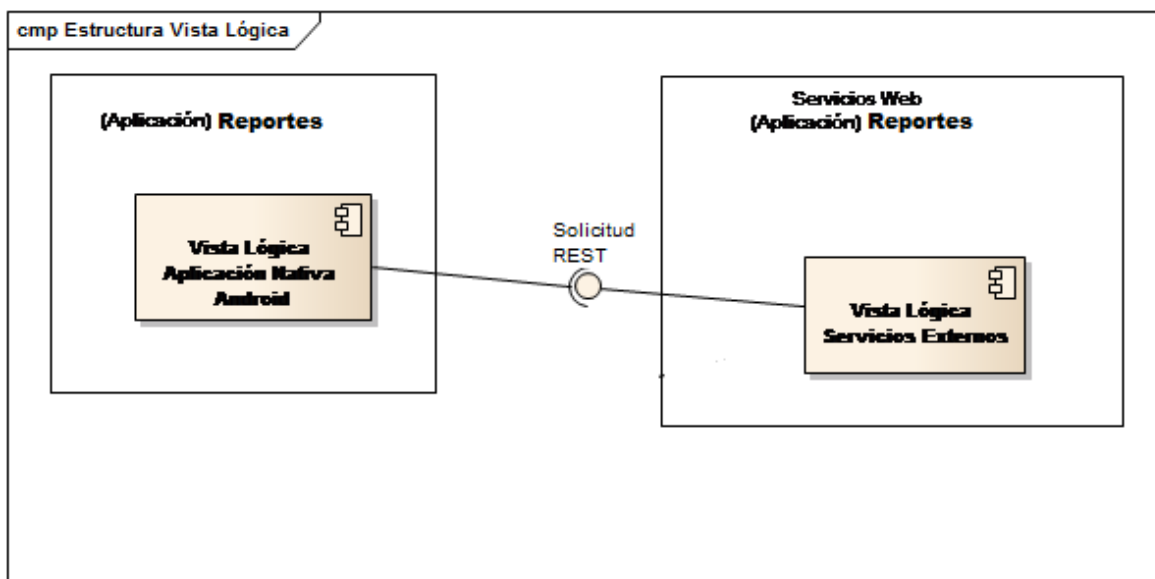 cmp Estructura Vista Lógica
(Aplicación) Reportes
Servicios Web
(Aplicación) Reportes
Vista Lógica
Aplicación Nativa
Android
Solicitud
REST
Vista Lógica
Servicios Externos